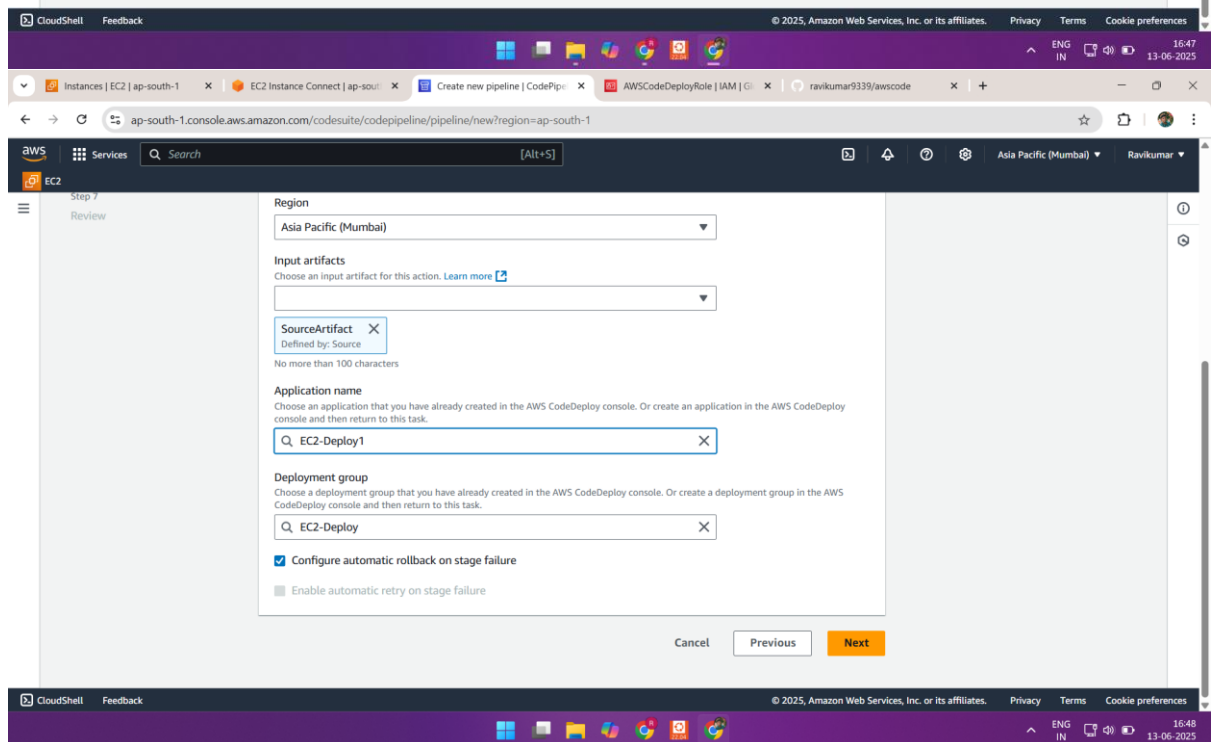 CloudShell Feedback © 2025, Amazon Web Services, Inc. or its affiliates. Privacy Terms Cookie preferences
ENG 16:47
IN 13-06-2025
Instances | EC2 | ap-south-1 EC2 Instance Connect | ap-sout Create new pipeline | CodePipe AWSCodeDeployRole | IAM | Gl ravikumar9339/awscode
ap-south-1.console.aws.amazon.com/codesuite/codepipeline/pipeline/new?region=ap-south-1
aws Services Search [Alt+S] Asia Pacific (Mumbai) Ravikumar
EC2
Step 7
Review
Region
Asia Pacific (Mumbai)
Input artifacts
Choose an input artifact for this action. Learn more
SourceArtifact
Defined by: Source
No more than 100 characters
Application name
Choose an application that you have already created in the AWS CodeDeploy console. Or create an application in the AWS CodeDeploy
console and then return to this task.
EC2-Deploy1
Deployment group
Choose a deployment group that you have already created in the AWS CodeDeploy console. Or create a deployment group in the AWS
CodeDeploy console and then return to this task.
EC2-Deploy
Configure automatic rollback on stage failure
Enable automatic retry on stage failure
Cancel Previous Next
CloudShell Feedback © 2025, Amazon Web Services, Inc. or its affiliates. Privacy Terms Cookie preferences
ENG 16:48
IN 13-06-2025